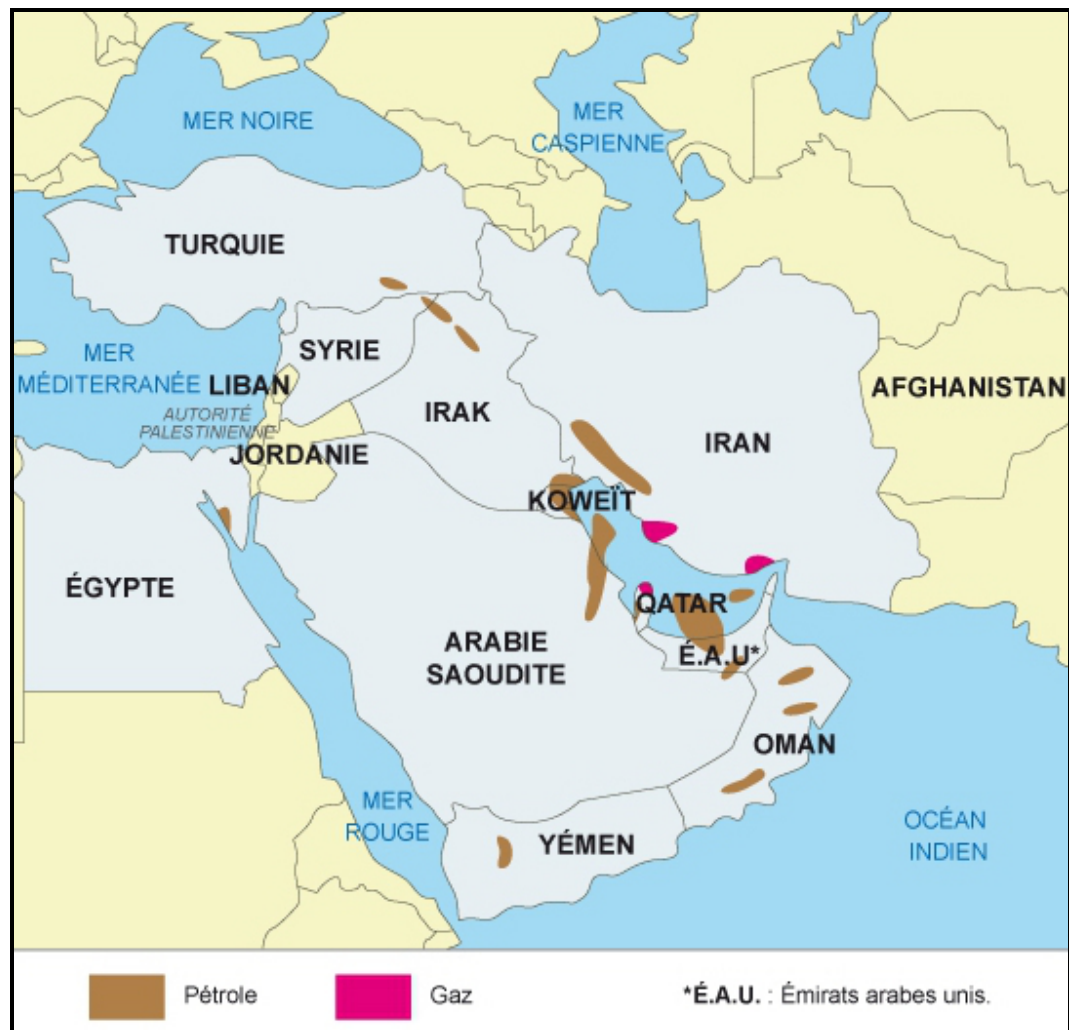 MER NOIRE
MER
CASPIENNE
TURQUIE
SYRIE
MER
MÉDITERRANÉE
LIBAN
AFGHANISTAN
AUTORITÉ
PALESTINIENNE
IRAK
IRAN
JORDANIE
KOWEÏT
ÉGYPTE
QATAR
ARABIE
SAOUDITE
É.A.U*
OMAN
MER
ROUGE
YÉMEN
OCÉAN
INDIEN
Pétrole
Gaz
*É.A.U. : Émirats arabes unis.